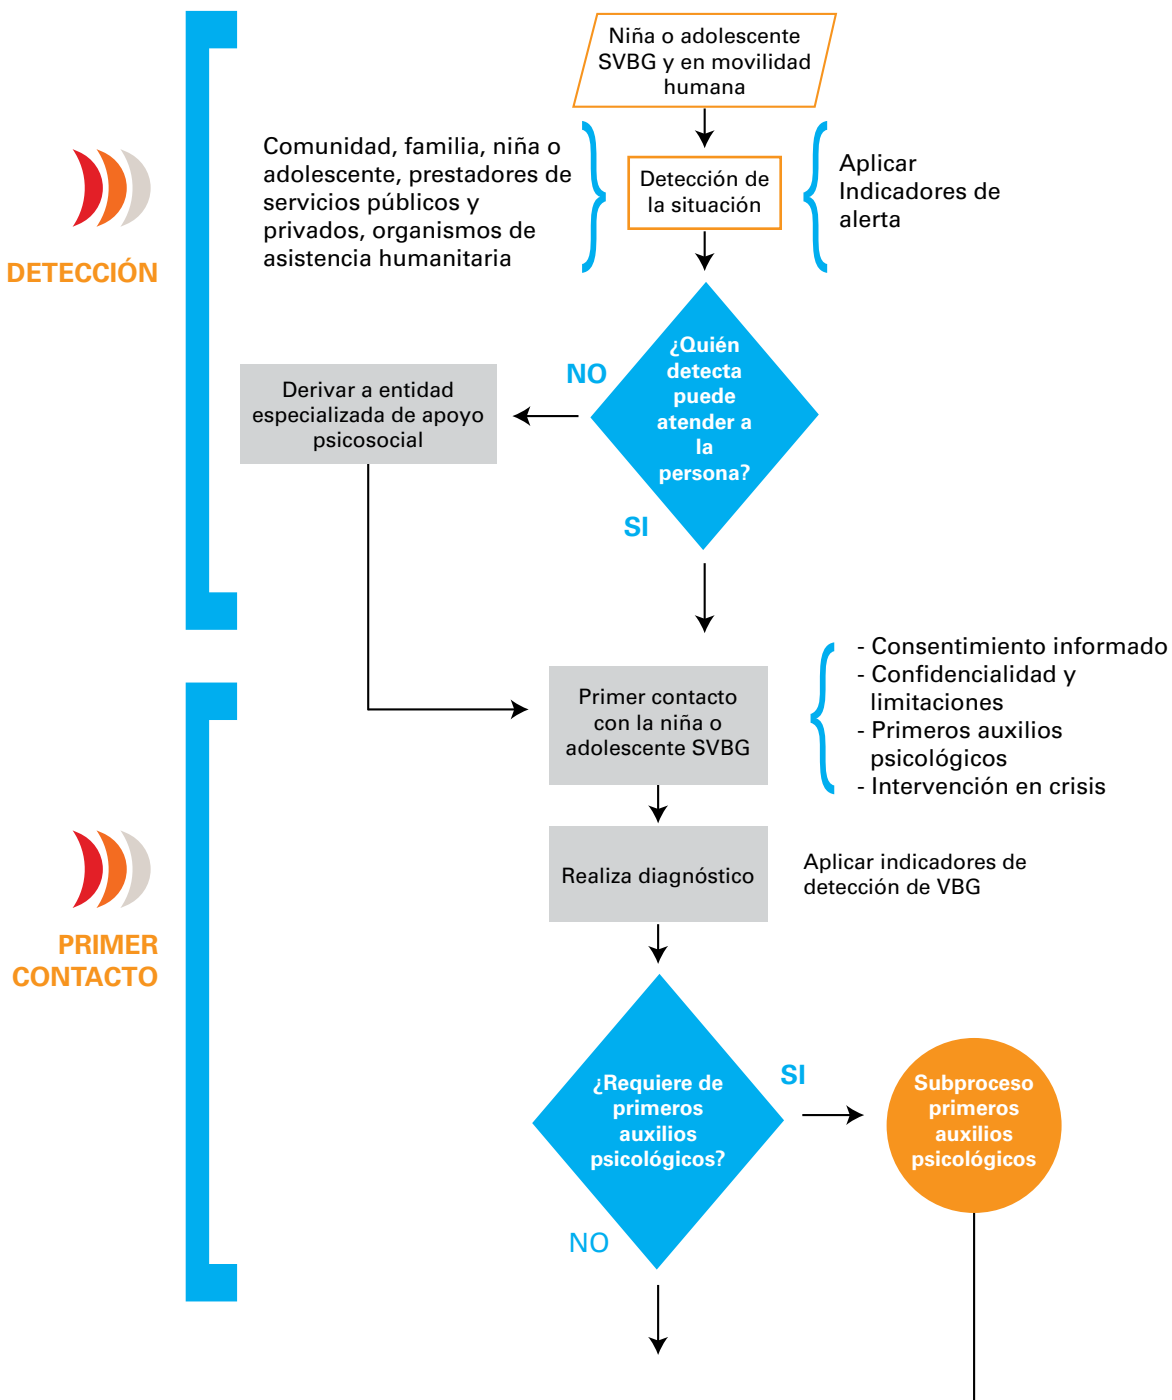 Niña o adolescente
SVBG y en movilidad
humana
Comunidad, familia, niña o
adolescente, prestadores de
servicios públicos y
privados, organismos de
asistencia humanitaria
Detección de
la situación
Aplicar
Indicadores de
alerta
DETECCIÓN
¿Quién
detecta
puede
atender a
la
persona?
NO
Derivar a entidad
especializada de apoyo
psicosocial
SI
Primer contacto
con la niña o
adolescente SVBG
- Consentimiento informado
- Confidencialidad y
limitaciones
- Primeros auxilios
psicológicos
- Intervención en crisis
Realiza diagnóstico
Aplicar indicadores de
detección de VBG
PRIMER
CONTACTO
¿Requiere de
primeros
auxilios
psicológicos?
SI
Subproceso
primeros
auxilios
psicológicos
NO